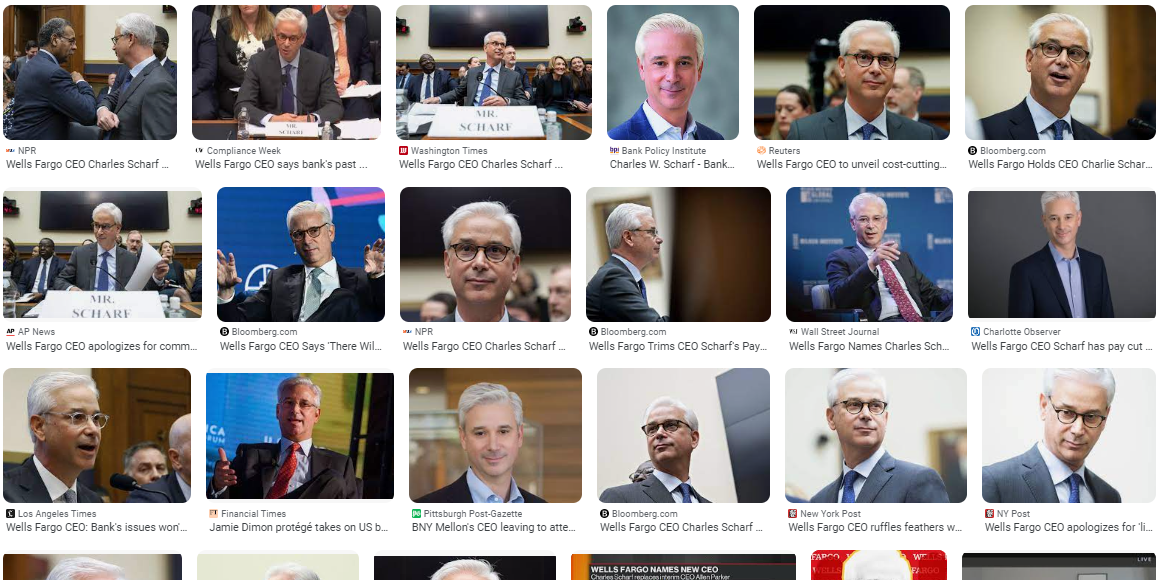 MR.
SCHARF
MR.
SCHARF
NPR
Wells Fargo CEO Charles Scharf ...
Compliance Week
Wells Fargo CEO says bank's past ...
Washington Times
Wells Fargo CEO Charles Scharf ...
bpi Bank Policy Institute
Charles W. Scharf - Bank...
Reuters
Wells Fargo CEO to unveil cost-cutting...
Bloomberg.com
Wells Fargo Holds CEO Charlie Schar...
MR.
SCHARF
AP AP News
Wells Fargo CEO apologizes for comm...
Bloomberg.com
Wells Fargo CEO Says 'There Wil...
NPR
Wells Fargo CEO Charles Scharf ...
Bloomberg.com
Wells Fargo Trims CEO Scharf's Pay...
WSJ Wall Street Journal
Wells Fargo Names Charles Sch...
Charlotte Observer
Wells Fargo CEO Scharf has pay cut ...
Los Angeles Times
Wells Fargo CEO: Bank's issues won'...
Financial Times
Jamie Dimon protégé takes on US b...
Pittsburgh Post-Gazette
BNY Mellon's CEO leaving to atte...
Bloomberg.com
Wells Fargo CEO Charles Scharf ...
New York Post
Wells Fargo CEO ruffles feathers w...
NY Post
Wells Fargo CEO apologizes for 'li...
WELLS FARGO NAMES NEW CEO
Charles Scharf replaces interim CEO Allen Parker
FARGO
WELLS
FARGO
LIVE